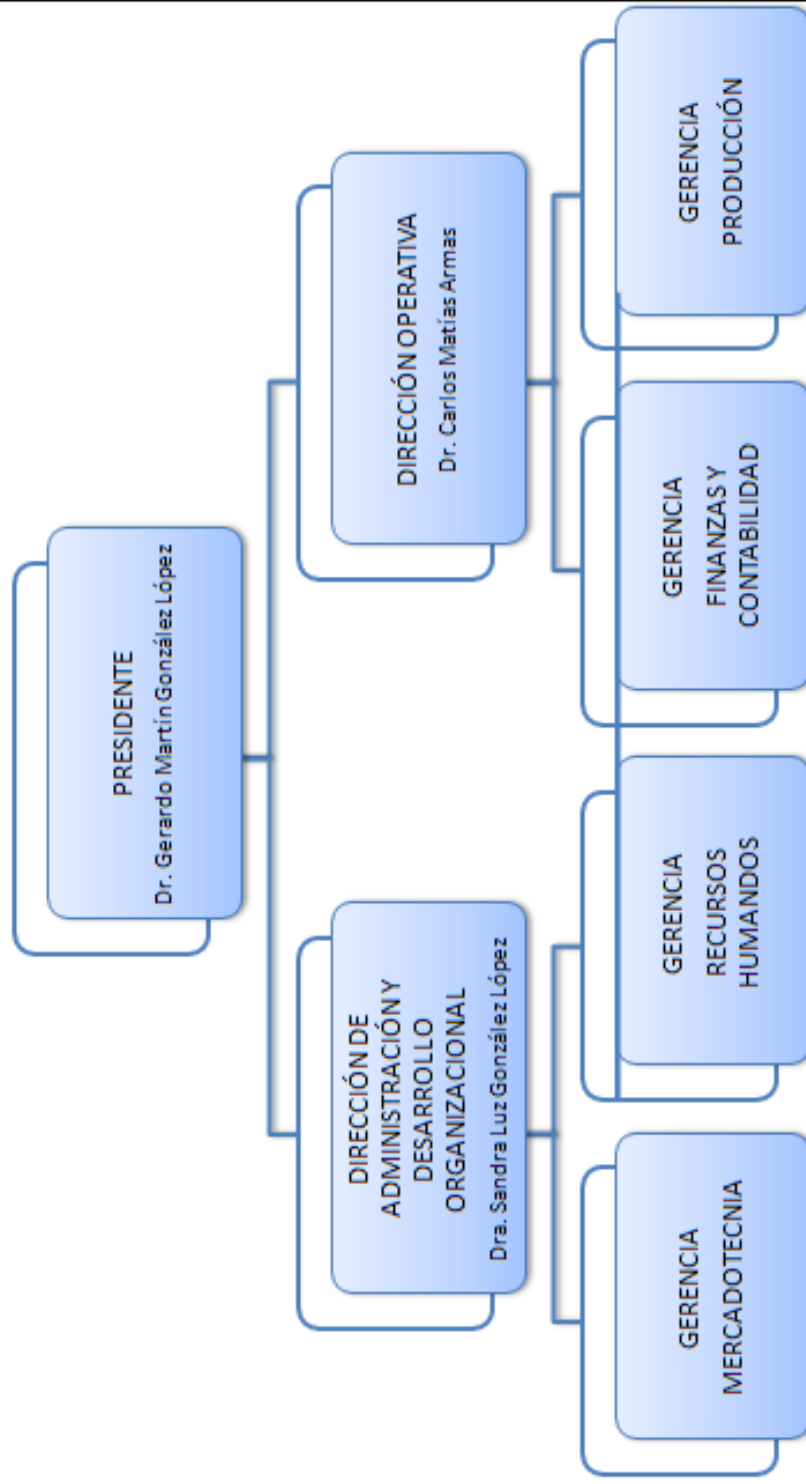 PRESIDENTE
Dr. Gerardo Martín González López
DIRECCIÓN DE
ADMINISTRACIÓN Y
DESARROLLO
ORGANIZACIONAL
Dra. Sandra Luz González López
DIRECCIÓN OPERATIVA
Dr. Carlos Matías Armas
GERENCIA
MERCADOTECNIA
GERENCIA
RECURSOS
HUMANDOS
GERENCIA
FINANZAS Y
CONTABILIDAD
GERENCIA
PRODUCCIÓN